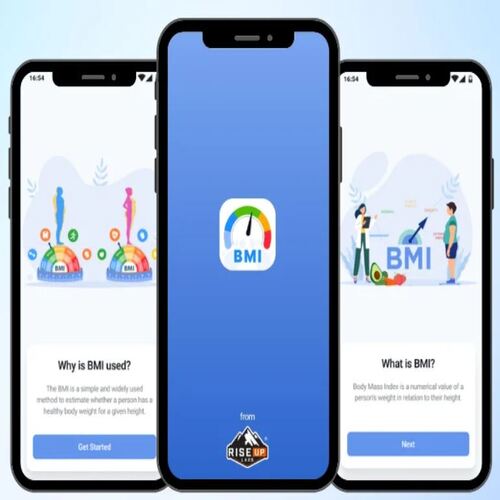 16:54
BMI
BMI
Why is BMI used?
The BMI is a simple and widely used
method to estimate whether a person has a
healthy body weight for a given height.
Get Started
BMI
from
RISE UP
LABS
16:54
BMI
What is BMI?
Body Mass Index is a numerical value of a
person's weight in relation to their height.
Next